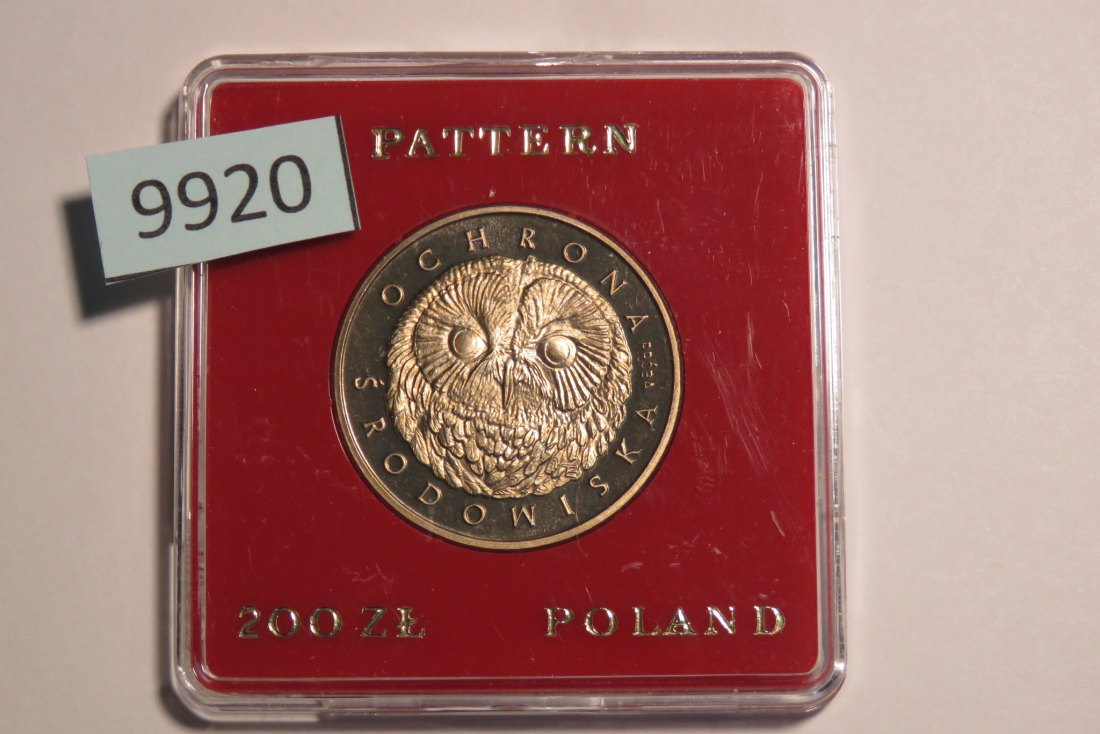 PATTERN
9920
OCHRONA
ŚRODOWISKA
200 ZŁ POLAND